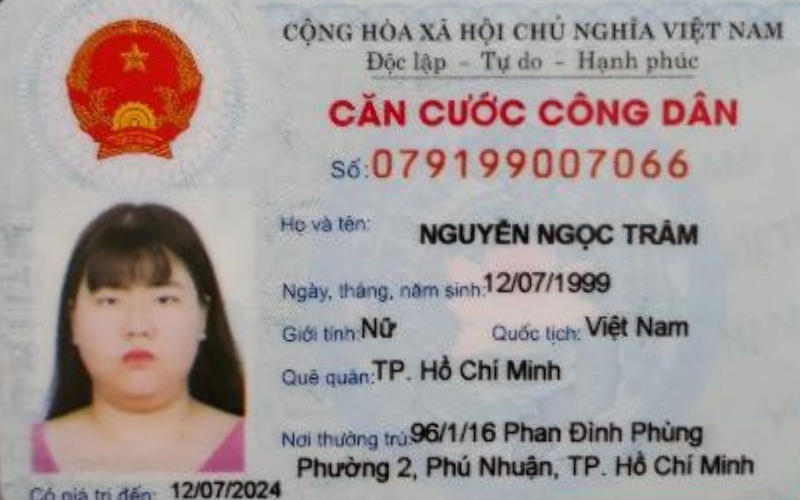 CỘNG HÒA XÃ HỘI CHỦ NGHĨA VIỆT NAM
Độc lập - Tự do - Hạnh phúc
CĂN CƯỚC CÔNG DÂN
Số: 079199007066
Họ và tên: NGUYỄN NGỌC TRÂM
Ngày, tháng, năm sinh: 12/07/1999
Giới tính: Nữ Quốc tịch: Việt Nam
Quê quán: TP. Hồ Chí Minh
Nơi thường trú: 96/1/16 Phan Đình Phùng
Phường 2, Phú Nhuận, TP. Hồ Chí Minh
Có giá trị đến: 12/07/2024